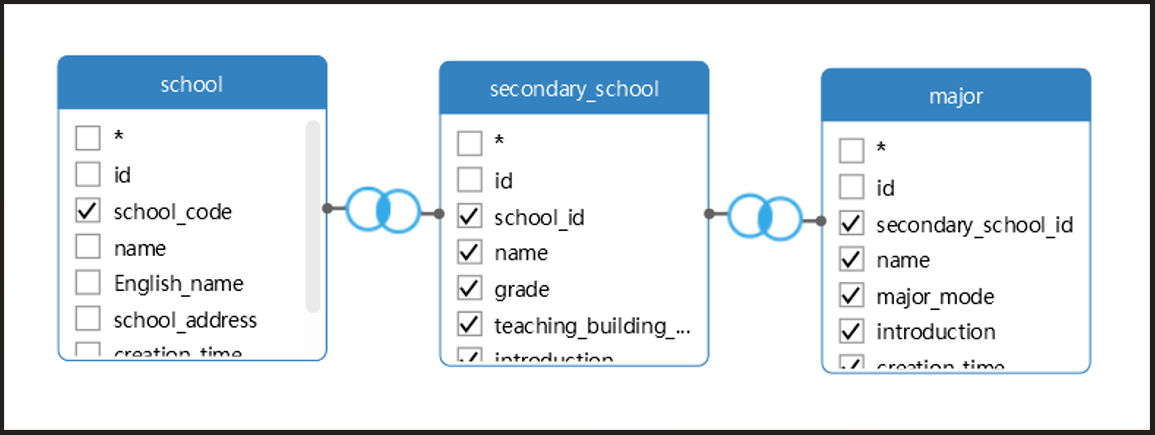 school
*
id
school_code
name
English_name
school_address
creation_time
secondary_school
*
id
school_id
name
grade
teaching_building_...
introduction
major
*
id
secondary_school_id
name
major_mode
introduction
creation_time